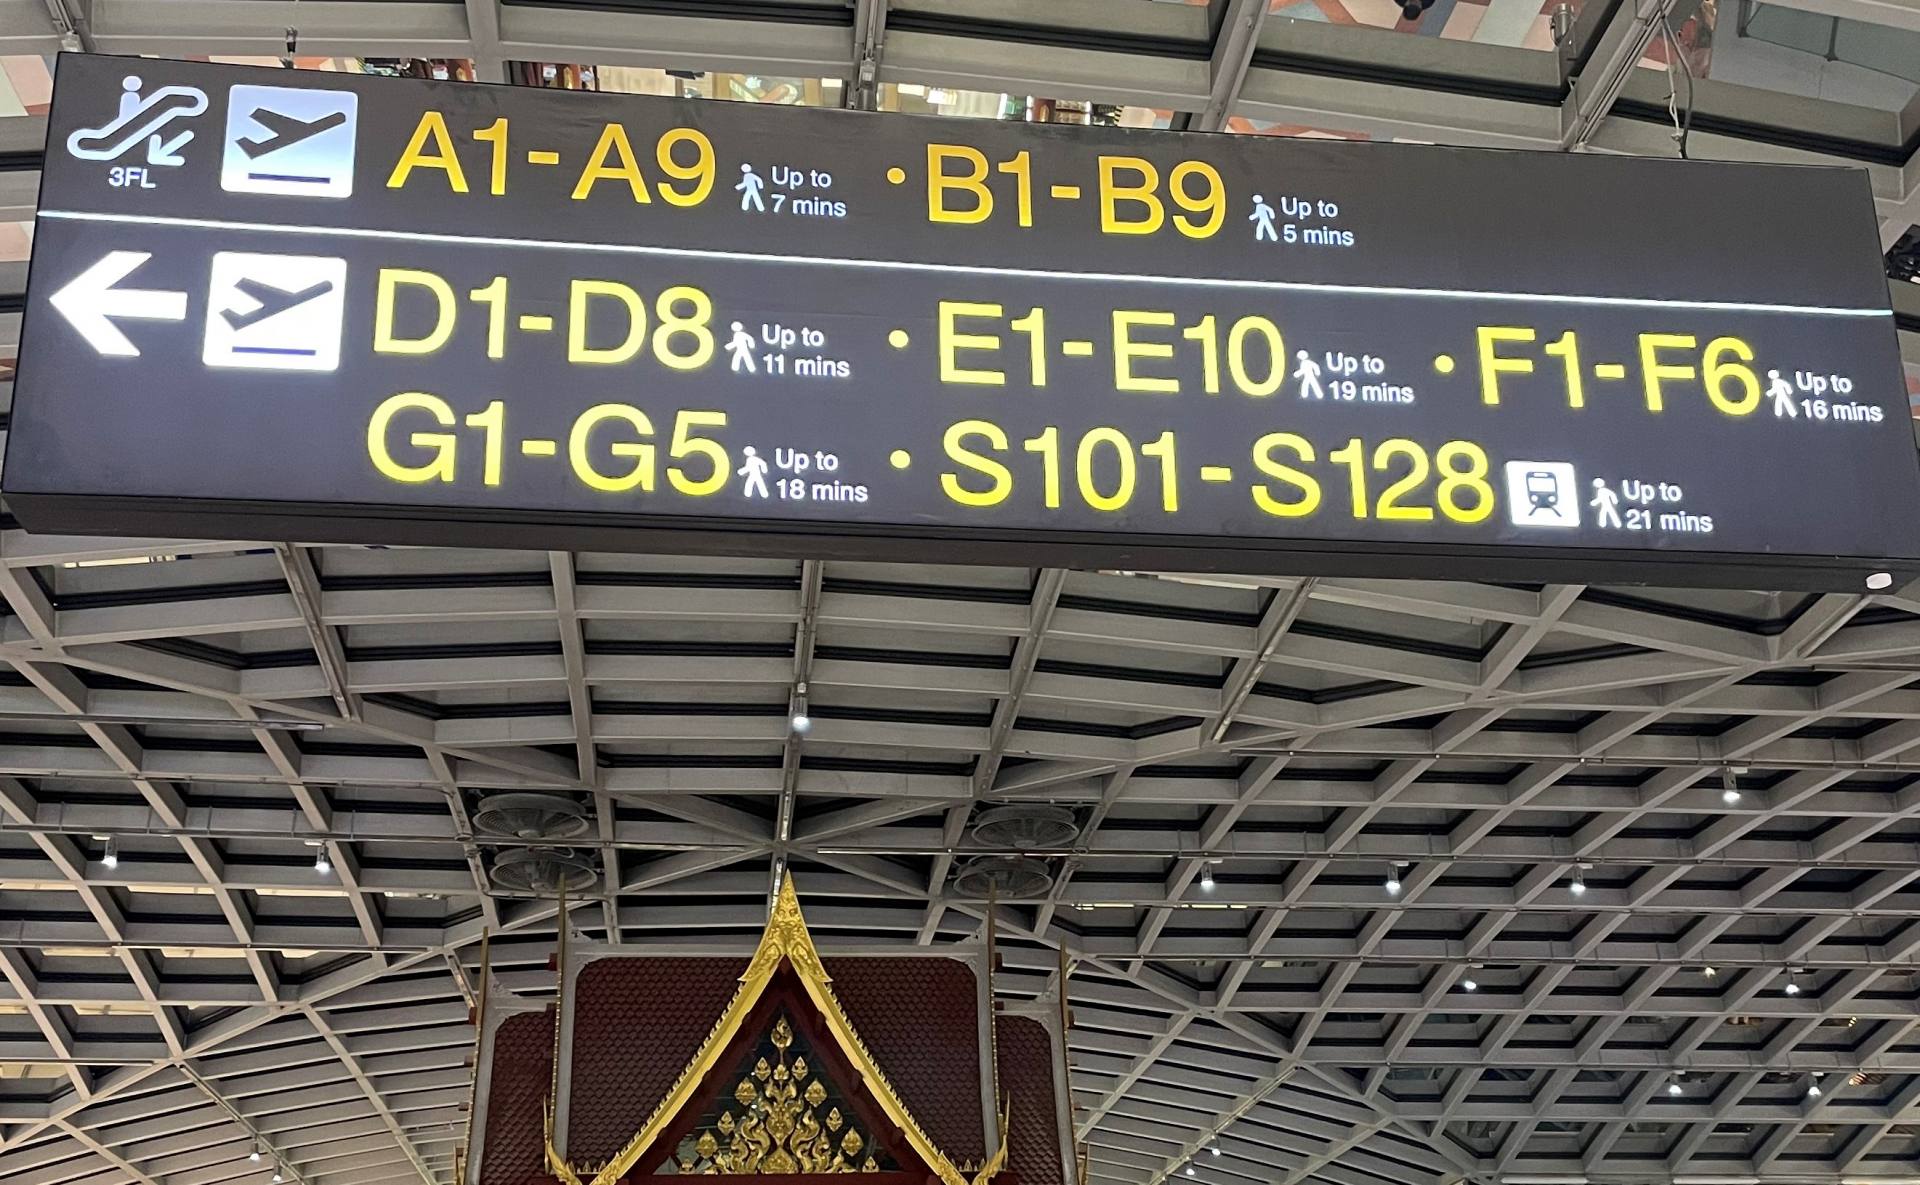 3FL A1-A9 Up to 7 mins • B1-B9 Up to 5 mins
D1-D8 Up to 11 mins • E1-E10 Up to 19 mins • F1-F6 Up to 16 mins
G1-G5 Up to 18 mins • S101-S128 Up to 21 mins